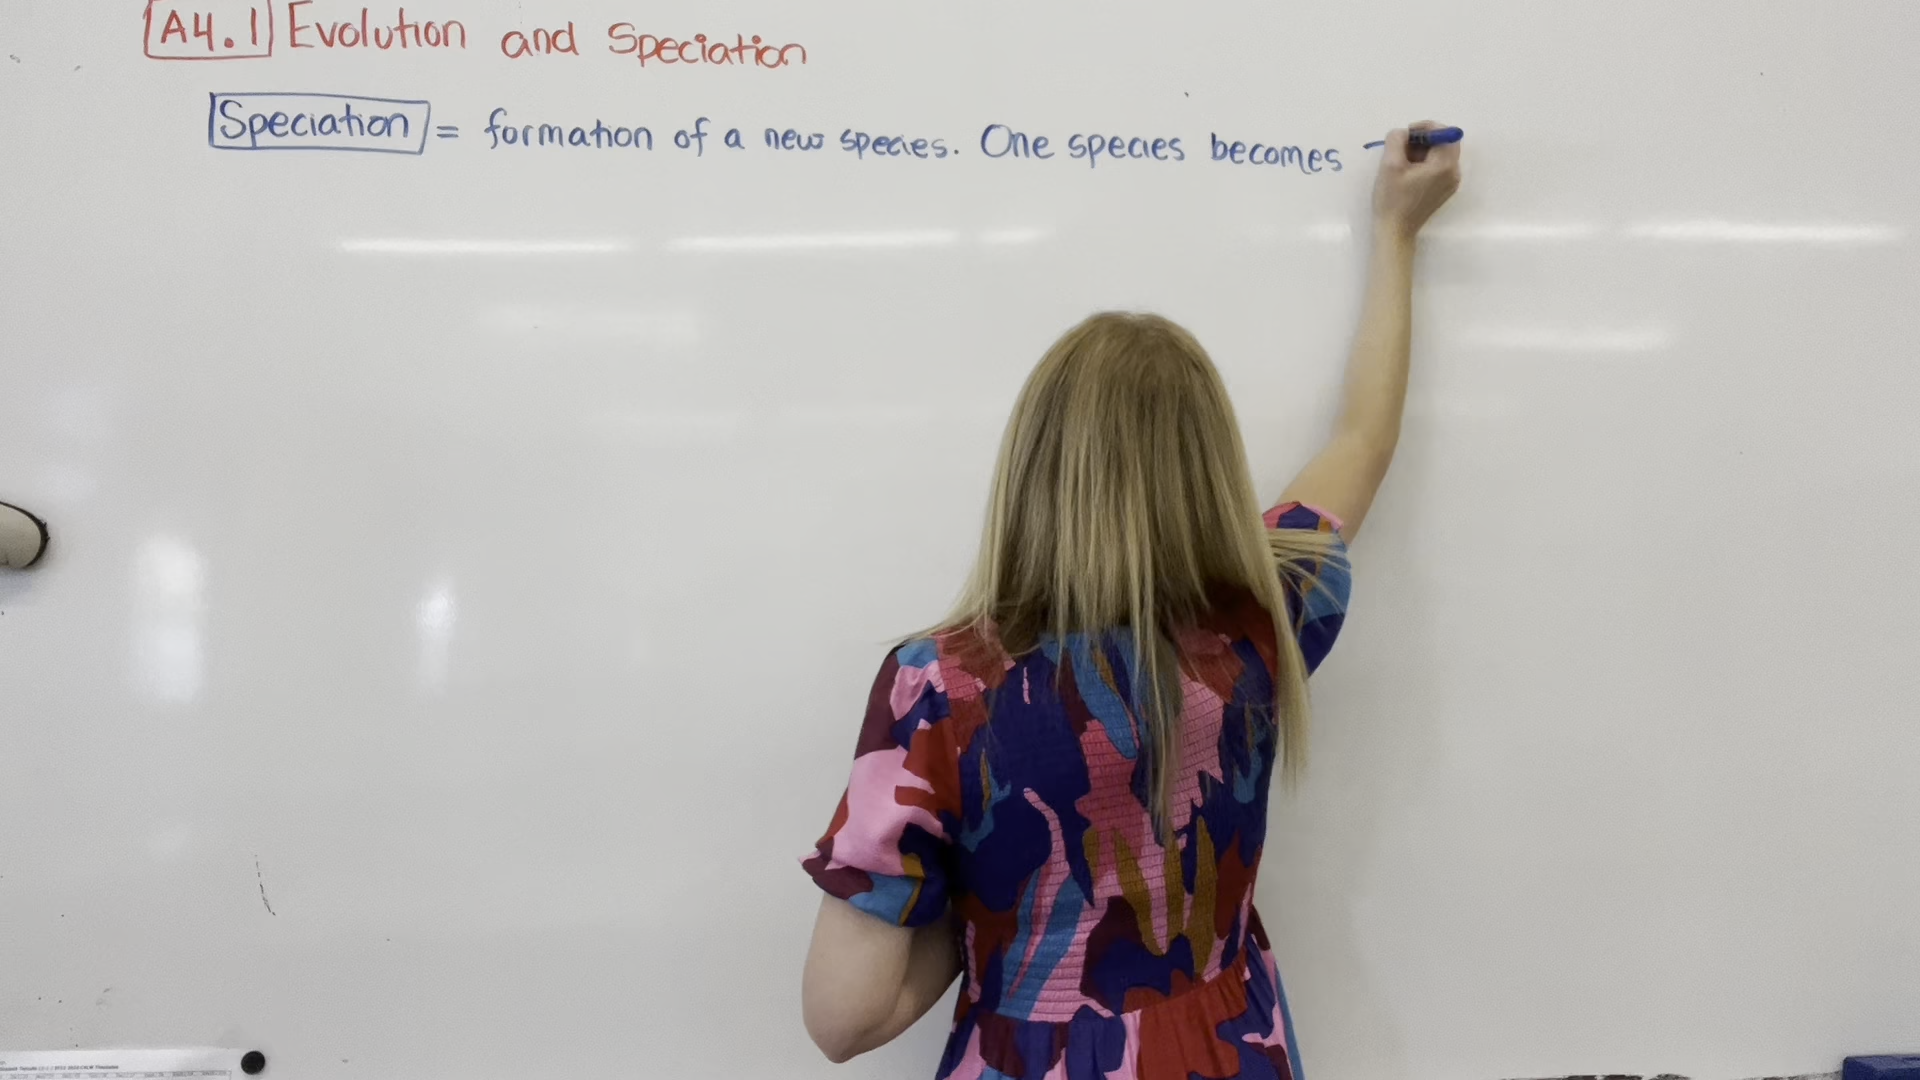 A4.1 Evolution and Speciation
Speciation = formation of a new species. One species becomes